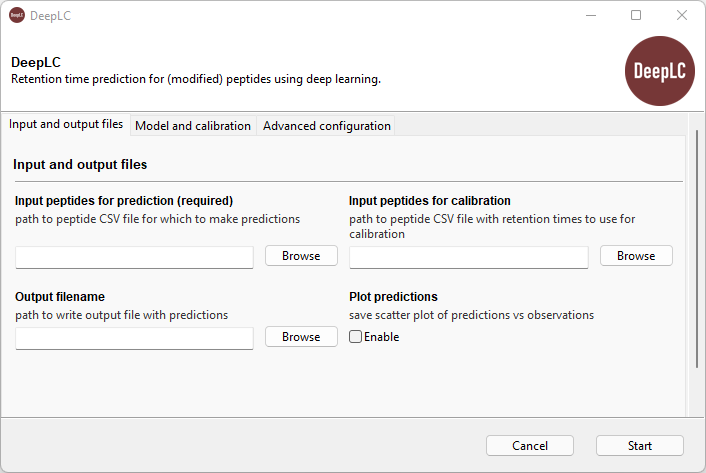 DeepLC
DeepLC
DeepLC
Retention time prediction for (modified) peptides using deep learning.
DeepLC
Input and output files
Model and calibration
Advanced configuration
Input and output files
Input peptides for prediction (required)
path to peptide CSV file for which to make predictions
Browse
Input peptides for calibration
path to peptide CSV file with retention times to use for
calibration
Browse
Output filename
path to write output file with predictions
Browse
Plot predictions
save scatter plot of predictions vs observations
Enable
Cancel
Start